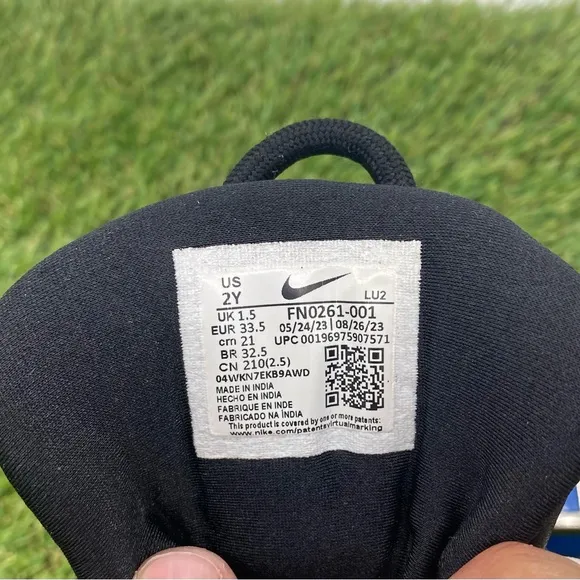 US
2Y
LU2
UK 1.5
FN0261-001
EUR 33.5
05/24/23 | 08/26/23
cm 21
UPC 00196975907571
BR 32.5
CN 210(2.5)
04WKN7EKB9AWD
MADE IN INDIA
HECHO EN INDIA
FABRIQUE EN INDE
FABRICADO NA ÍNDIA
This product is covered by one or more patents:
www.nike.com/patentsvirtualmarking